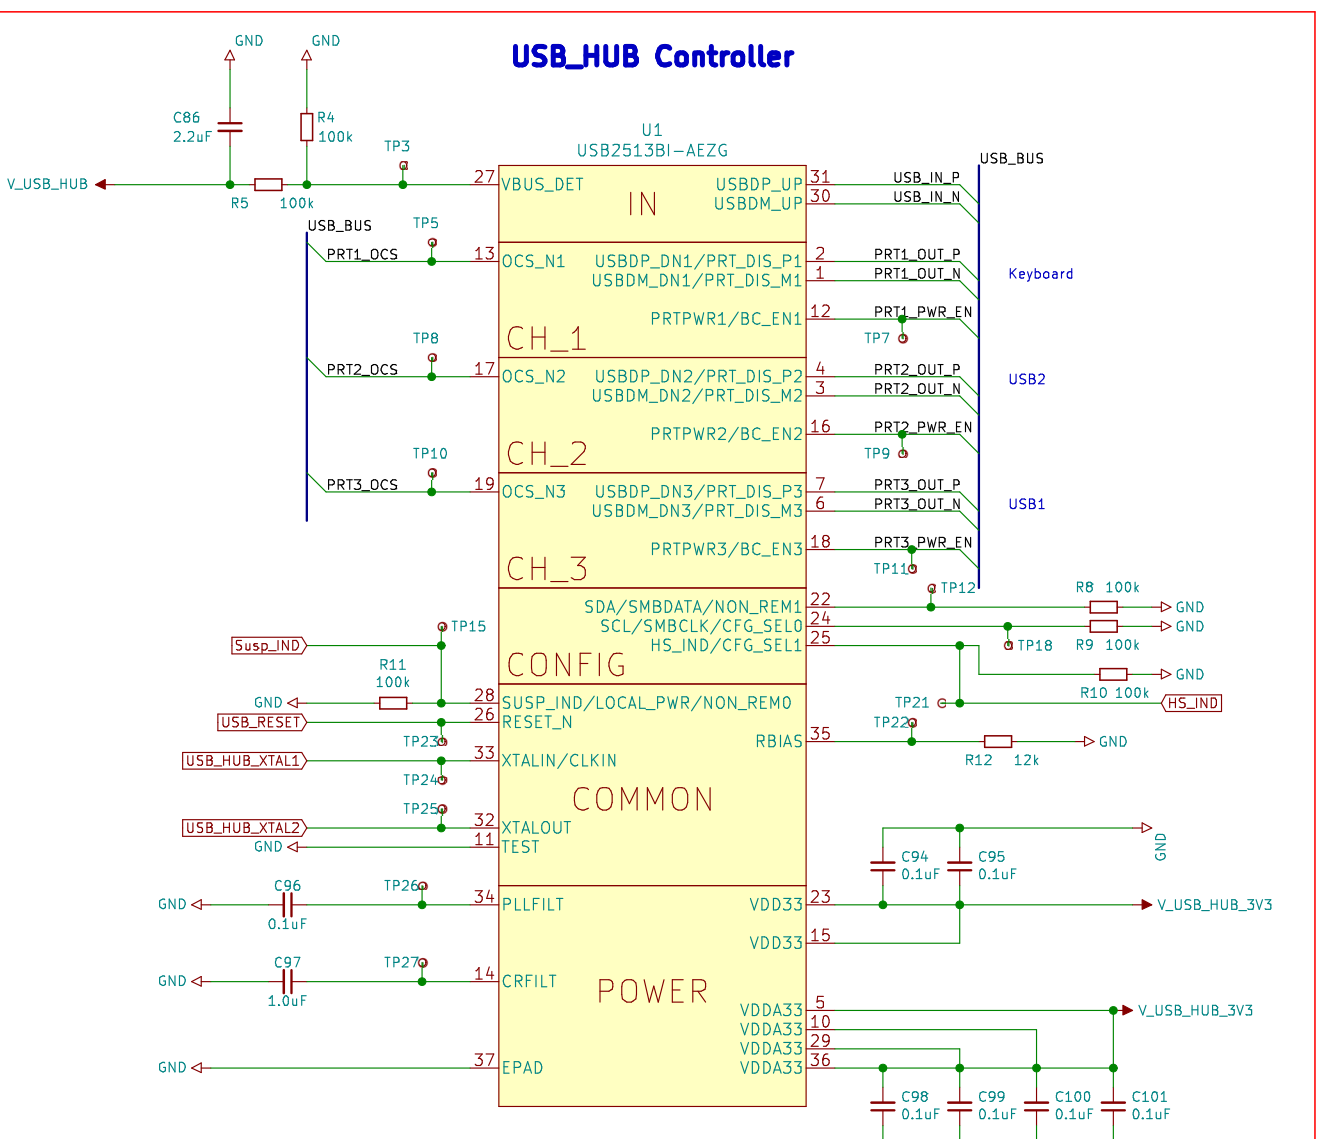 USB_HUB Controller
GND
GND
C86
2.2uF
R4
100k
TP3
V_USB_HUB
R5
100k
U1
USB2513BI-AEZG
27
VBUS_DET
IN
USBDP_UP
31
USB_IN_P
USBDM_UP
30
USB_IN_N
USB_BUS
USB_BUS
TP5
PRT1_OCS
13
OCS_N1
USBDP_DN1/PRT_DIS_P1
2
PRT1_OUT_P
USBDM_DN1/PRT_DIS_M1
1
PRT1_OUT_N
Keyboard
PRTPWR1/BC_EN1
12
PRT1_PWR_EN
TP7
CH_1
TP8
PRT2_OCS
17
OCS_N2
USBDP_DN2/PRT_DIS_P2
4
PRT2_OUT_P
USB2
USBDM_DN2/PRT_DIS_M2
3
PRT2_OUT_N
PRTPWR2/BC_EN2
16
PRT2_PWR_EN
TP9
CH_2
TP10
PRT3_OCS
19
OCS_N3
USBDP_DN3/PRT_DIS_P3
7
PRT3_OUT_P
USBDM_DN3/PRT_DIS_M3
6
PRT3_OUT_N
USB1
PRTPWR3/BC_EN3
18
PRT3_PWR_EN
TP11
CH_3
TP12
SDA/SMBDATA/NON_REM1
22
R8 100k
GND
SCL/SMBCLK/CFG_SEL0
24
GND
TP18
R9 100k
HS_IND/CFG_SEL1
25
GND
R10 100k
CONFIG
TP15
Susp_IND
R11
100k
GND
28
SUSP_IND/LOCAL_PWR/NON_REM0
TP21
HS_IND
USB_RESET
26
RESET_N
TP22
TP23
RBIAS
35
R12 12k
GND
USB_HUB_XTAL1
33
XTALIN/CLKIN
TP24
COMMON
TP25
USB_HUB_XTAL2
32
XTALOUT
GND
11
TEST
C94
0.1uF
C95
0.1uF
GND
C96
0.1uF
GND
TP26
34
PLLFILT
VDD33
23
V_USB_HUB_3V3
VDD33
15
C97
1.0uF
GND
TP27
14
CRFILT
POWER
VDDA33
5
V_USB_HUB_3V3
VDDA33
10
VDDA33
29
VDDA33
36
GND
37
EPAD
C98
0.1uF
C99
0.1uF
C100
0.1uF
C101
0.1uF